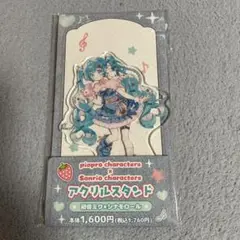 piapro characters
×
Sanrio characters
アクリルスタンド
初音ミク×シナモロール
本体1,600円(税込1,760円)